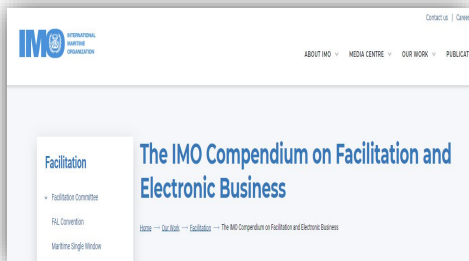 Contact us | Career
IMO
INTERNATIONAL
MARITIME
ORGANIZATION
ABOUT IMO
MEDIA CENTRE
OUR WORK
PUBLICAT
Facilitation
Facilitation Committee
FAL Convention
Maritime Single Window
The IMO Compendium on Facilitation and
Electronic Business
Home → Our Work → Facilitation → The IMO Compendium on Facilitation and Electronic Business